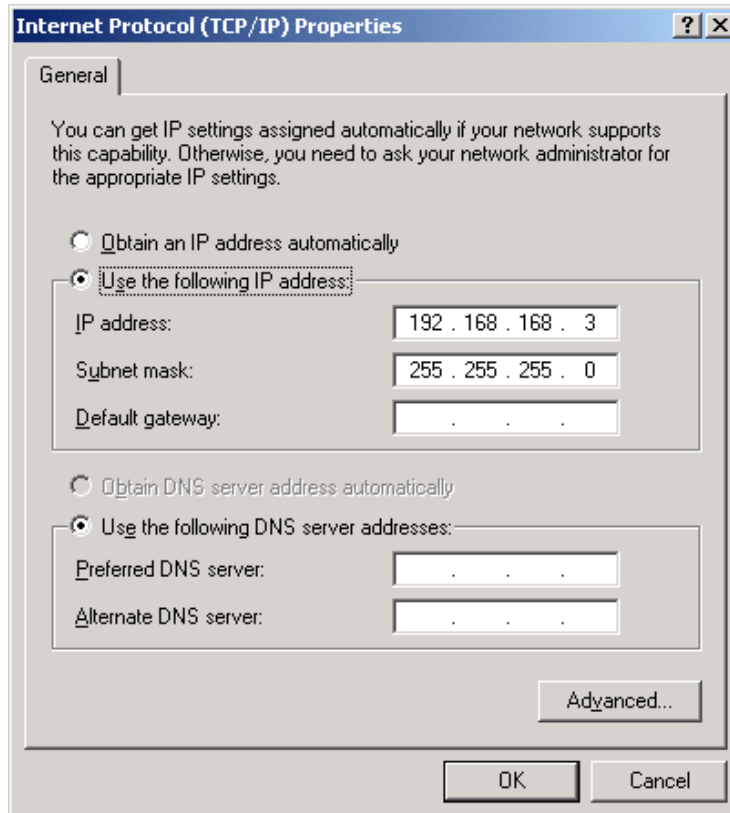 Internet Protocol (TCP/IP) Properties
General
You can get IP settings assigned automatically if your network supports
this capability. Otherwise, you need to ask your network administrator for
the appropriate IP settings.
Obtain an IP address automatically
Use the following IP address:
IP address: 192 . 168 . 168 . 3
Subnet mask: 255 . 255 . 255 . 0
Default gateway: . . .
Obtain DNS server address automatically
Use the following DNS server addresses:
Preferred DNS server: . . .
Alternate DNS server: . . .
Advanced...
OK Cancel